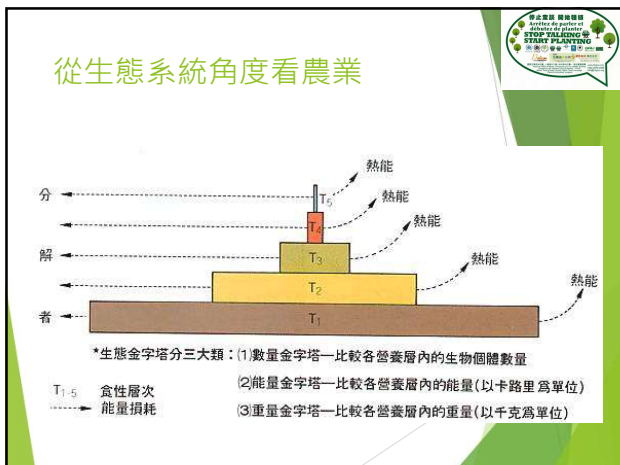 停止童談 開始種樹
Arrêtez de parler et
débutez de planter
STOP TALKING
START PLANTING
從生態系統角度看農業
熱能
分
T5
熱能
T4
熱能
解
T3
熱能
T2
熱能
者
T1
*生態金字塔分三大類：(1)數量金字塔—比較各營養層內的生物個體數量
T1-5 食性層次
(2)能量金字塔—比較各營養層內的能量(以卡路里爲單位)
能量損耗
(3)重量金字塔—比較各營養層內的重量(以千克爲單位)